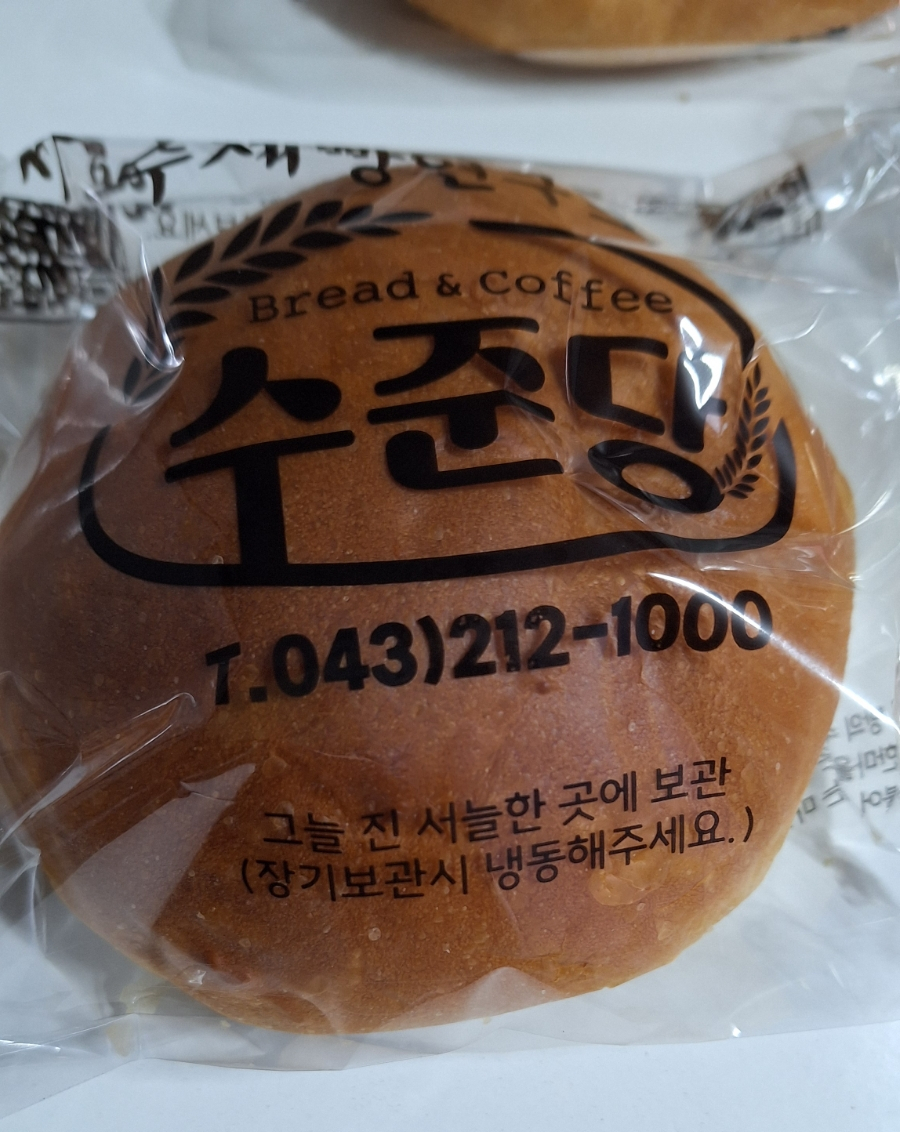 Bread & Coffee
수준당
T.043)212-1000
그늘 진 서늘한 곳에 보관
(장기보관시 냉동해주세요.)